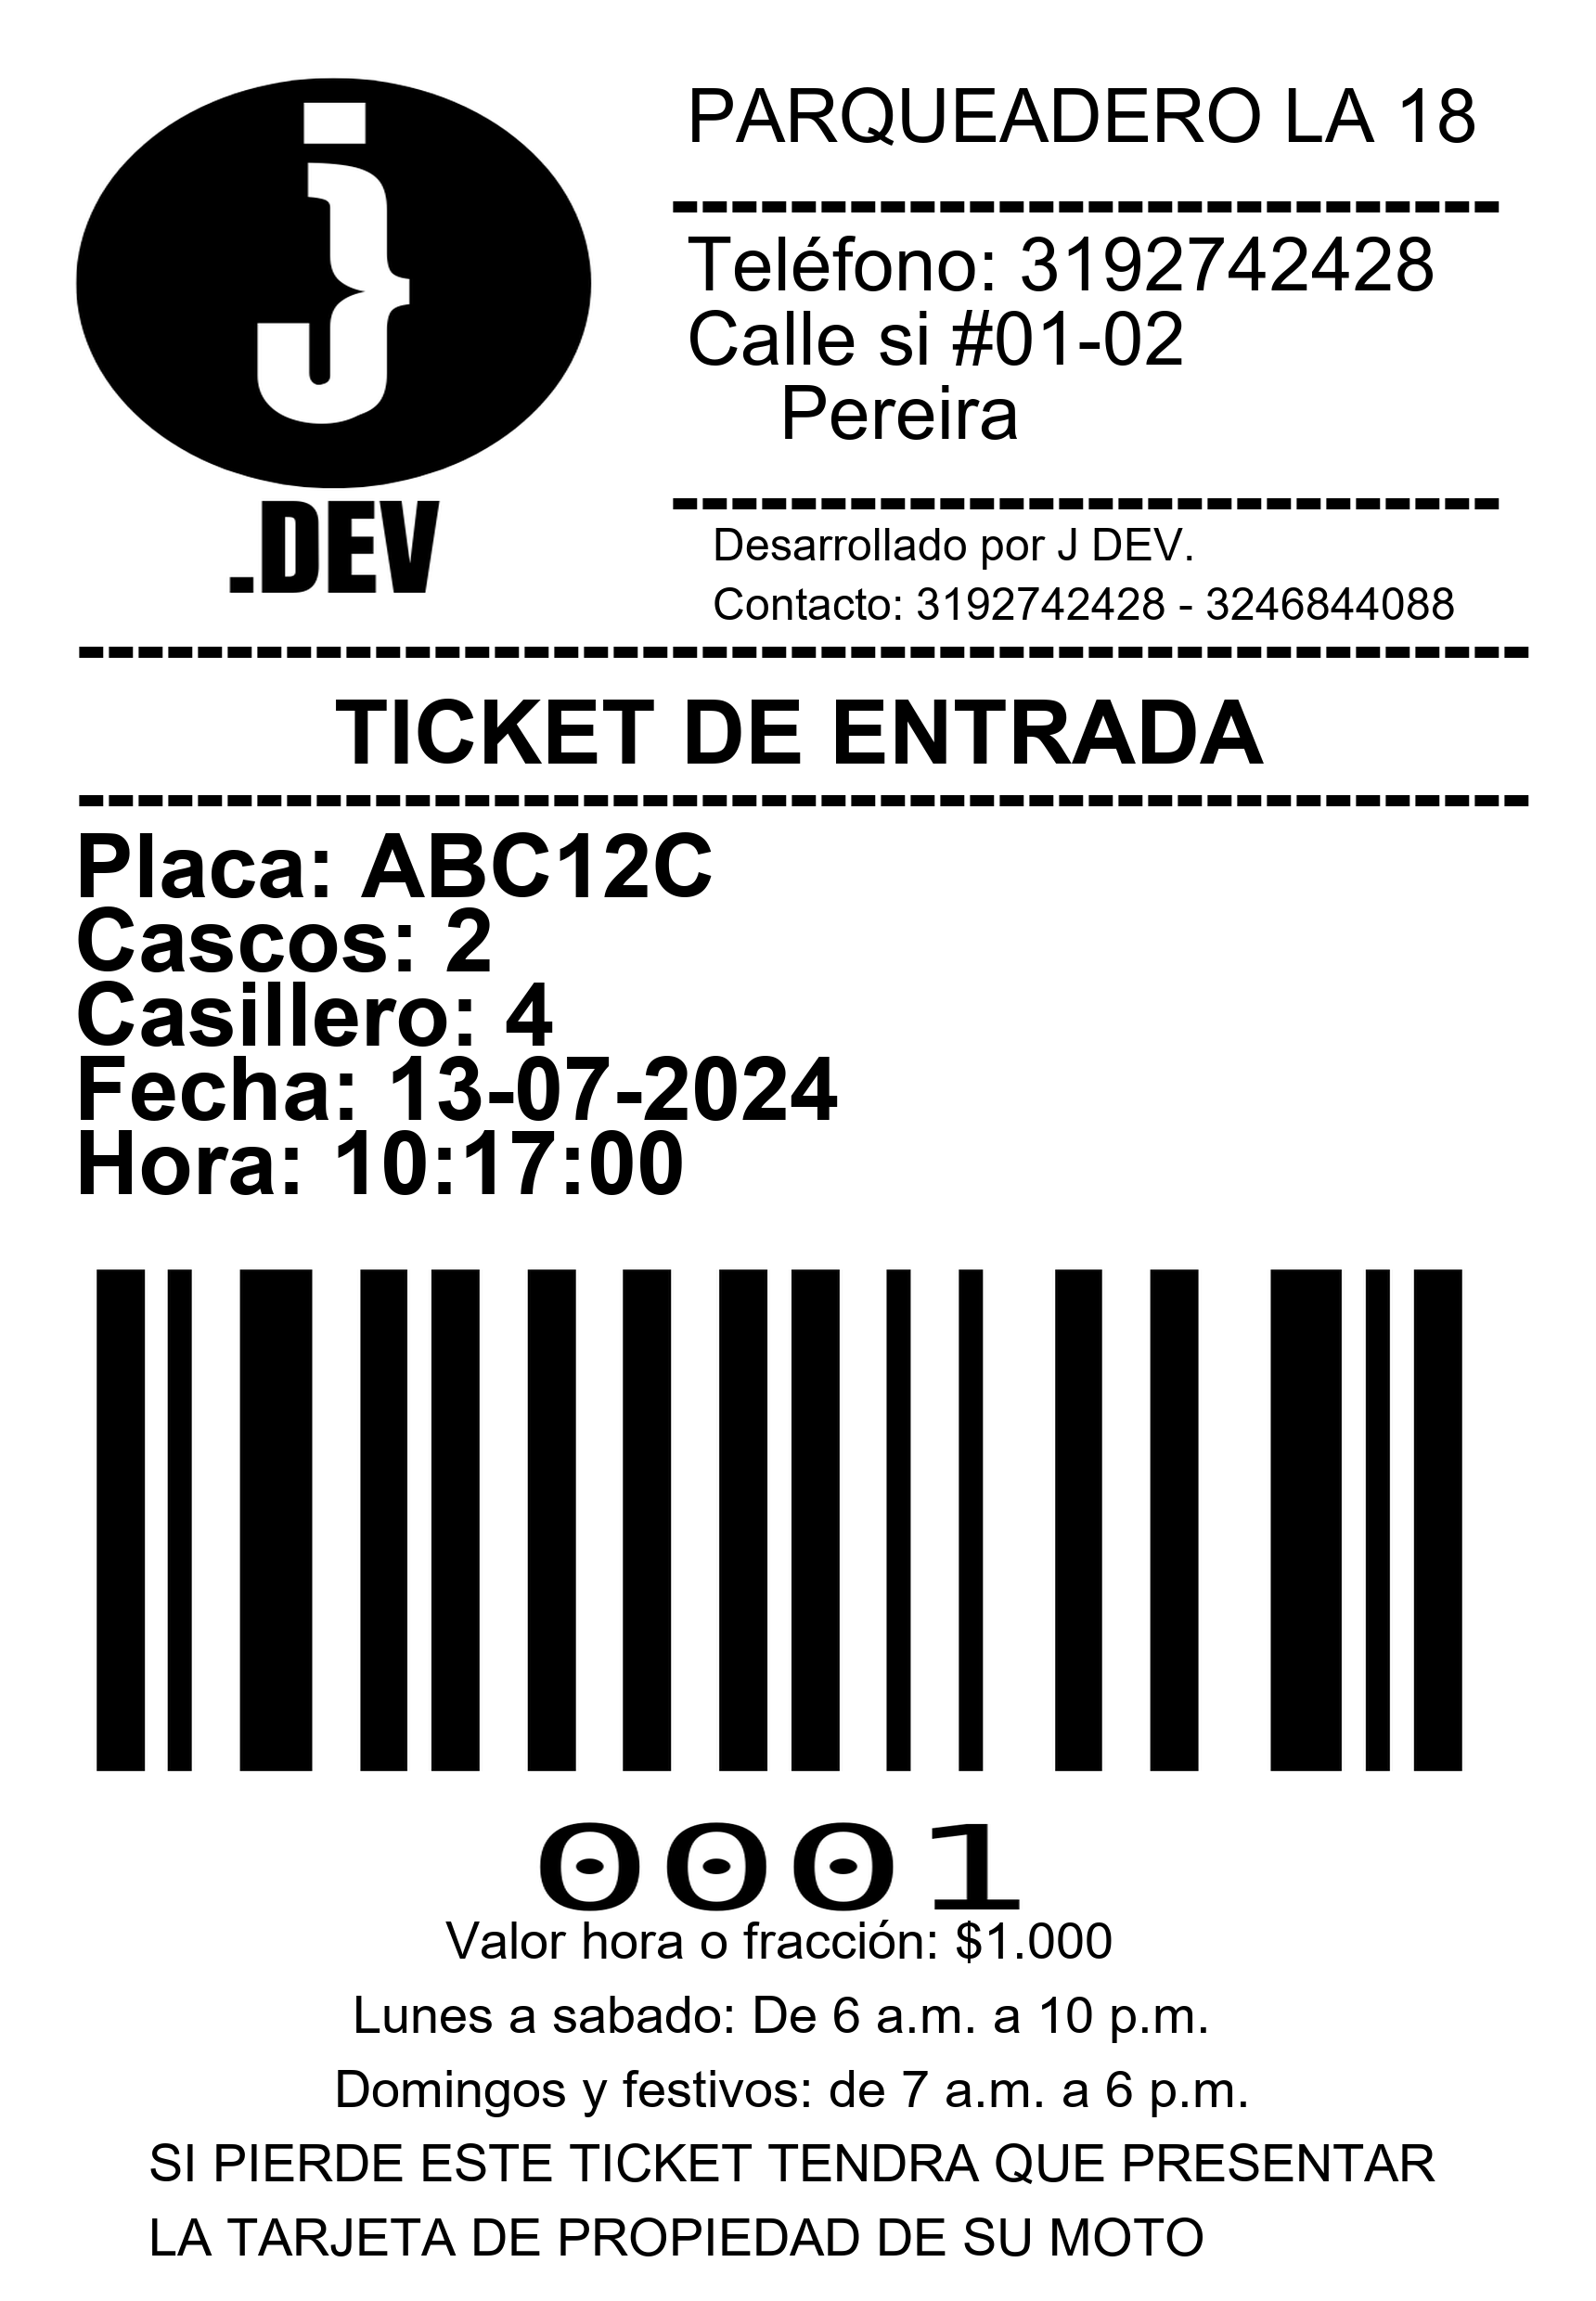 j
.DEV
PARQUEADERO LA 18
---------------------------
Teléfono: 3192742428
Calle si #01-02
Pereira
---------------------------
Desarrollado por J DEV.
Contacto: 3192742428 - 3246844088
-------------------------------------------------
TICKET DE ENTRADA
-------------------------------------------------
Placa: ABC12C
Cascos: 2
Casillero: 4
Fecha: 13-07-2024
Hora: 10:17:00
0001
Valor hora o fracción: $1.000
Lunes a sabado: De 6 a.m. a 10 p.m.
Domingos y festivos: de 7 a.m. a 6 p.m.
SI PIERDE ESTE TICKET TENDRA QUE PRESENTAR
LA TARJETA DE PROPIEDAD DE SU MOTO